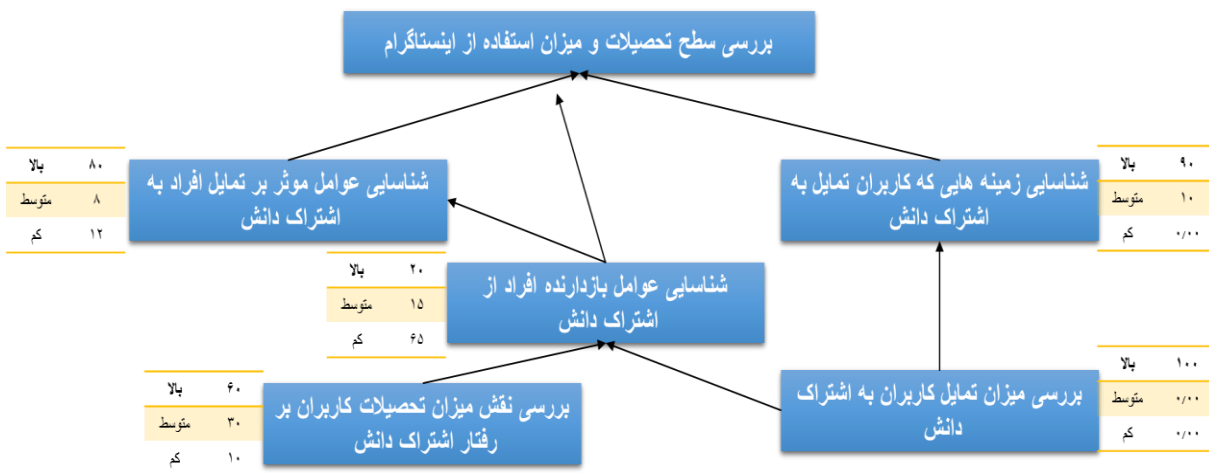 بررسی سطح تحصیلات و میزان استفاده از اینستاگرام
شناسایی زمینه هایی که کاربران تمایل به
اشتراک دانش
۹۰ بالا
۱۰ متوسط
۰/۰۰ کم
شناسایی عوامل موثر بر تمایل افراد به
اشتراک دانش
۸۰ بالا
۸ متوسط
۱۲ کم
شناسایی عوامل بازدارنده افراد از
اشتراک دانش
۲۰ بالا
۱۵ متوسط
۶۵ کم
بررسی میزان تمایل کاربران به اشتراک
دانش
۱۰۰ بالا
۰/۰۰ متوسط
۰/۰۰ کم
بررسی نقش میزان تحصیلات کاربران بر
رفتار اشتراک دانش
۶۰ بالا
۳۰ متوسط
۱۰ کم